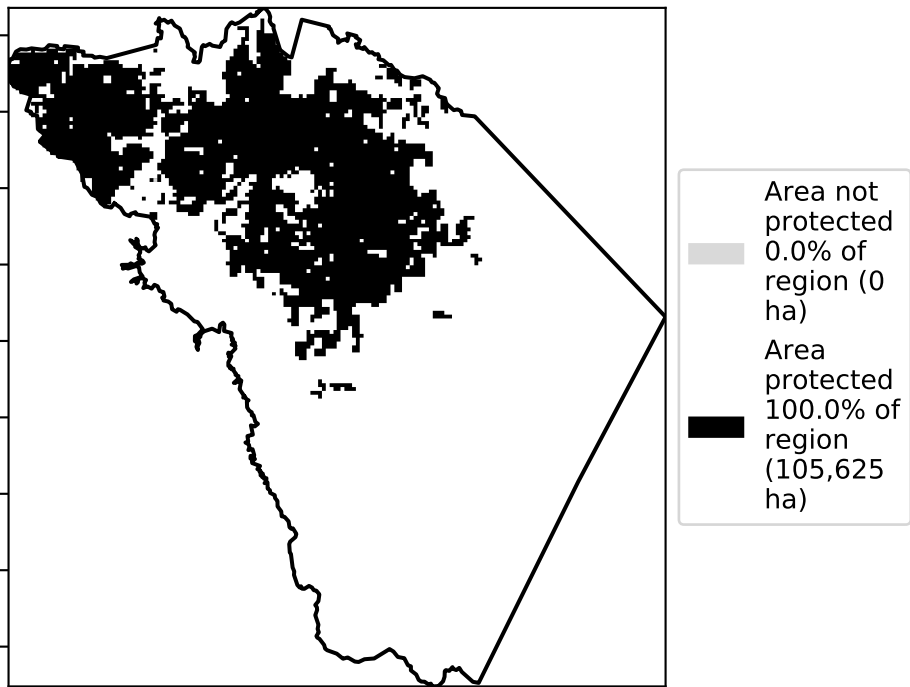 Area not
protected
0.0% of
region (0
ha)
Area
protected
100.0% of
region
(105,625
ha)